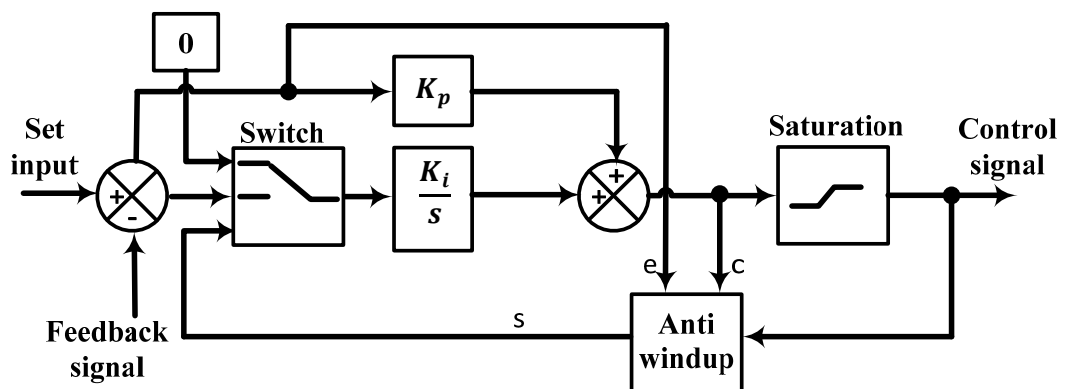 0
Set
input
Switch
+
-
Feedback
signal
Kₚ
Kᵢ
s
+
+
e
c
s
Anti
windup
Saturation
Control
signal